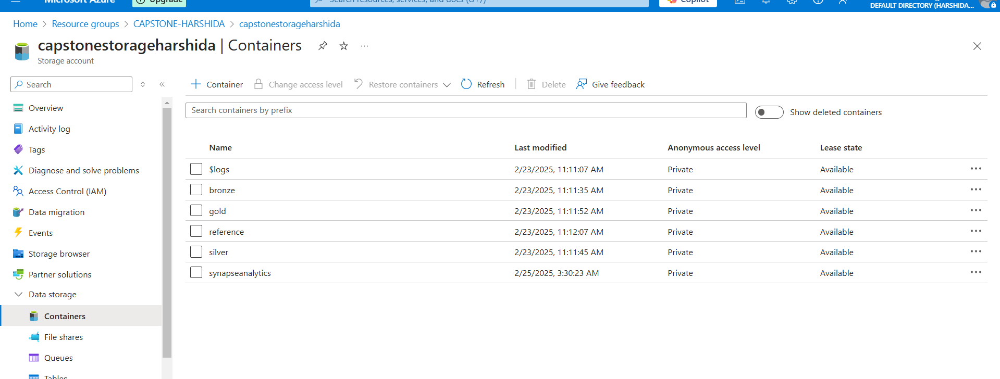 Microsoft Azure
Upgrade
Search resources, services, and docs (G+/)
Copilot
DEFAULT DIRECTORY (HARSHIDA...
Home > Resource groups > CAPSTONE-HARSHIDA > capstonestorageharshida
capstonestorageharshida | Containers
Storage account
Search
Container Change access level Restore containers Refresh Delete Give feedback
Search containers by prefix
Show deleted containers
Overview
Activity log
Tags
Diagnose and solve problems
Access Control (IAM)
Data migration
Events
Storage browser
Partner solutions
Data storage
Containers
File shares
Queues
Tables
Name Last modified Anonymous access level Lease state
$logs 2/23/2025, 11:11:07 AM Private Available
bronze 2/23/2025, 11:11:35 AM Private Available
gold 2/23/2025, 11:11:52 AM Private Available
reference 2/23/2025, 11:12:07 AM Private Available
silver 2/23/2025, 11:11:45 AM Private Available
synapseanalytics 2/25/2025, 3:30:23 AM Private Available